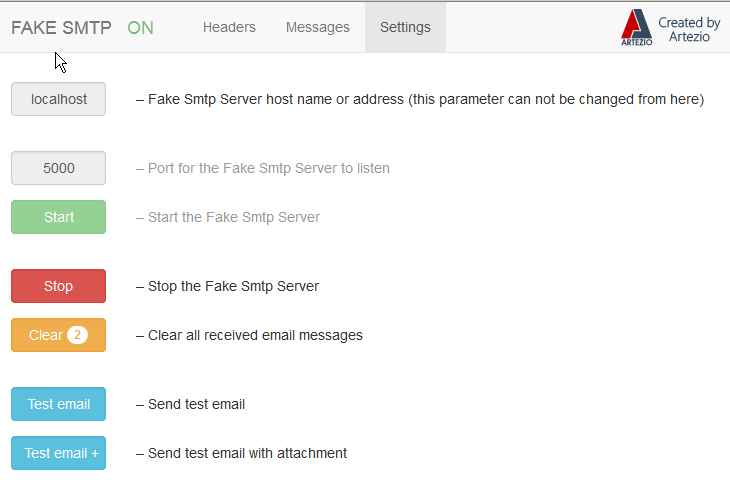 FAKE SMTP ON Headers Messages Settings ARTEZIO Created by
Artezio
localhost – Fake Smtp Server host name or address (this parameter can not be changed from here)
5000 – Port for the Fake Smtp Server to listen
Start – Start the Fake Smtp Server
Stop – Stop the Fake Smtp Server
Clear 2 – Clear all received email messages
Test email – Send test email
Test email + – Send test email with attachment